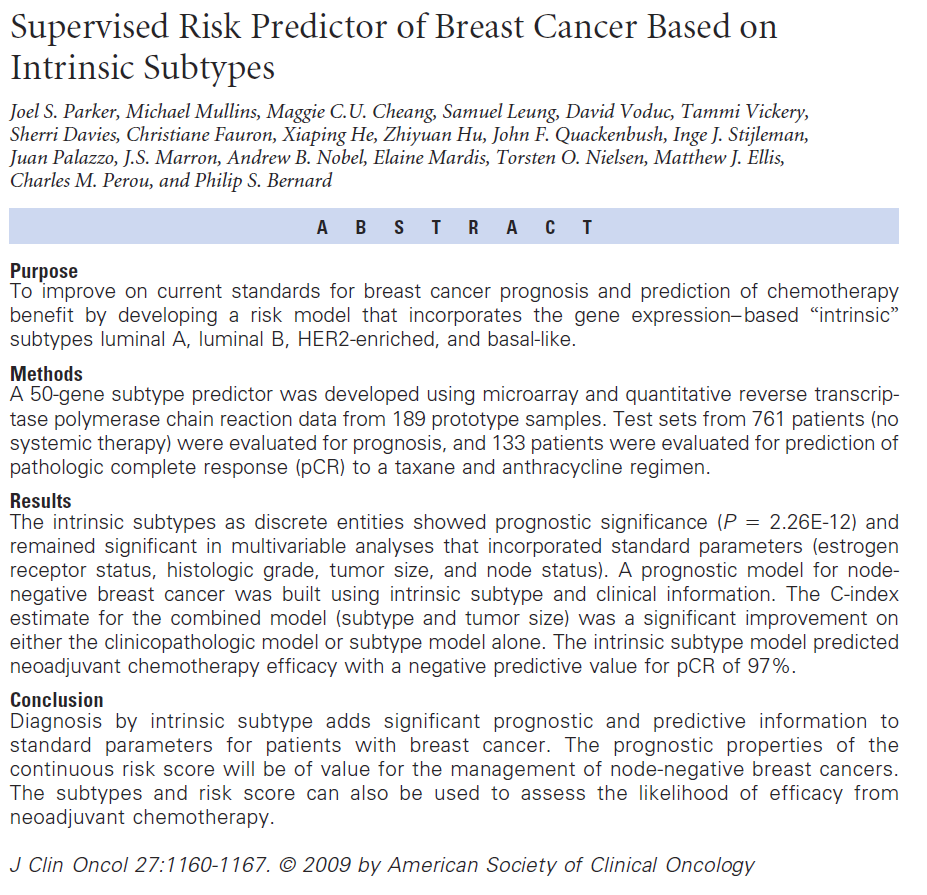 Supervised Risk Predictor of Breast Cancer Based on
Intrinsic Subtypes
Joel S. Parker, Michael Mullins, Maggie C.U. Cheang, Samuel Leung, David Voduc, Tammi Vickery,
Sherri Davies, Christiane Fauron, Xiaping He, Zhiyuan Hu, John F. Quackenbush, Inge J. Stijleman,
Juan Palazzo, J.S. Marron, Andrew B. Nobel, Elaine Mardis, Torsten O. Nielsen, Matthew J. Ellis,
Charles M. Perou, and Philip S. Bernard
A B S T R A C T
Purpose
To improve on current standards for breast cancer prognosis and prediction of chemotherapy
benefit by developing a risk model that incorporates the gene expression–based “intrinsic”
subtypes luminal A, luminal B, HER2-enriched, and basal-like.
Methods
A 50-gene subtype predictor was developed using microarray and quantitative reverse transcrip-
tase polymerase chain reaction data from 189 prototype samples. Test sets from 761 patients (no
systemic therapy) were evaluated for prognosis, and 133 patients were evaluated for prediction of
pathologic complete response (pCR) to a taxane and anthracycline regimen.
Results
The intrinsic subtypes as discrete entities showed prognostic significance (P = 2.26E-12) and
remained significant in multivariable analyses that incorporated standard parameters (estrogen
receptor status, histologic grade, tumor size, and node status). A prognostic model for node-
negative breast cancer was built using intrinsic subtype and clinical information. The C-index
estimate for the combined model (subtype and tumor size) was a significant improvement on
either the clinicopathologic model or subtype model alone. The intrinsic subtype model predicted
neoadjuvant chemotherapy efficacy with a negative predictive value for pCR of 97%.
Conclusion
Diagnosis by intrinsic subtype adds significant prognostic and predictive information to
standard parameters for patients with breast cancer. The prognostic properties of the
continuous risk score will be of value for the management of node-negative breast cancers.
The subtypes and risk score can also be used to assess the likelihood of efficacy from
neoadjuvant chemotherapy.
J Clin Oncol 27:1160-1167. © 2009 by American Society of Clinical Oncology